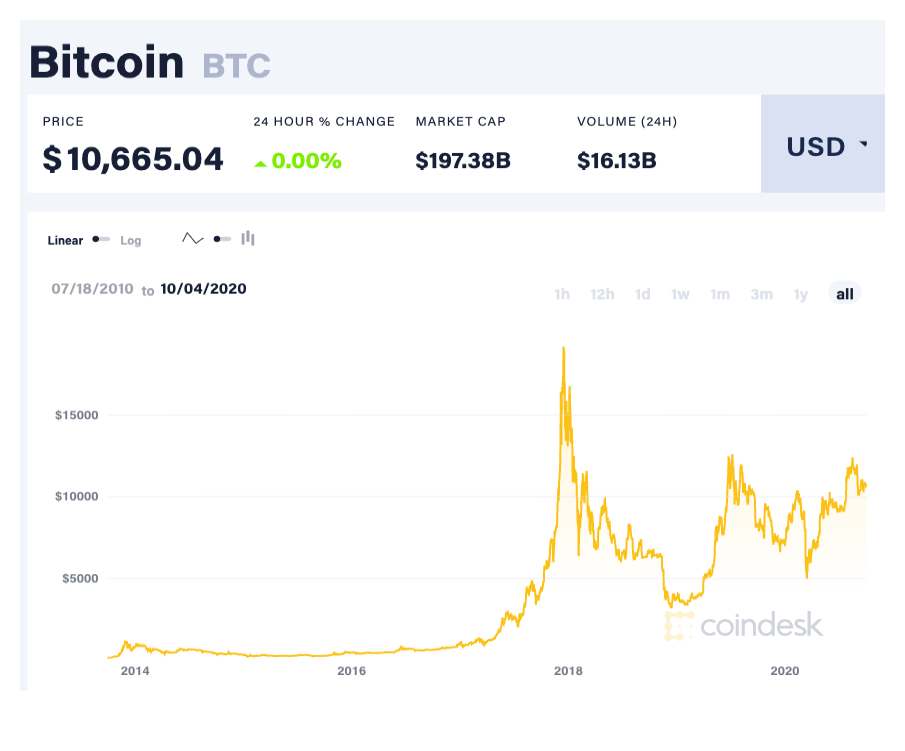 Bitcoin BTC
PRICE 24 HOUR % CHANGE MARKET CAP VOLUME (24H)
$10,665.04 0.00% $197.38B $16.13B USD
Linear Log
07/18/2010 to 10/04/2020 1h 12h 1d 1w 1m 3m 1y all
$15000
$10000
$5000
coindesk
2014 2016 2018 2020